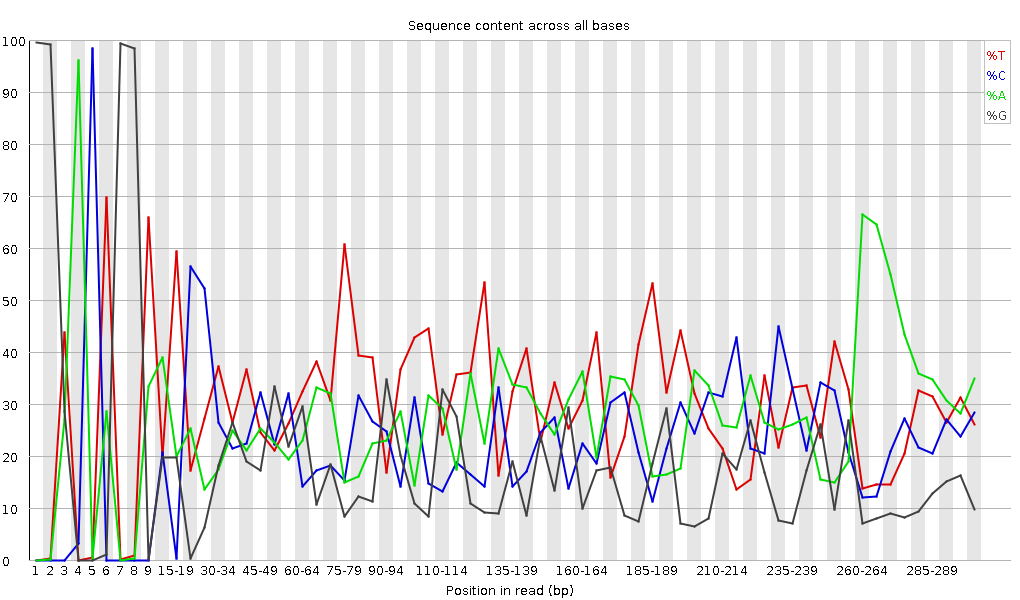 Sequence content across all bases
100
90
80
70
60
50
40
30
20
10
0
%T
%C
%A
%G
1 2 3 4 5 6 7 8 9 15-19 30-34 45-49 60-64 75-79 90-94 110-114 135-139 160-164 185-189 210-214 235-239 260-264 285-289
Position in read (bp)